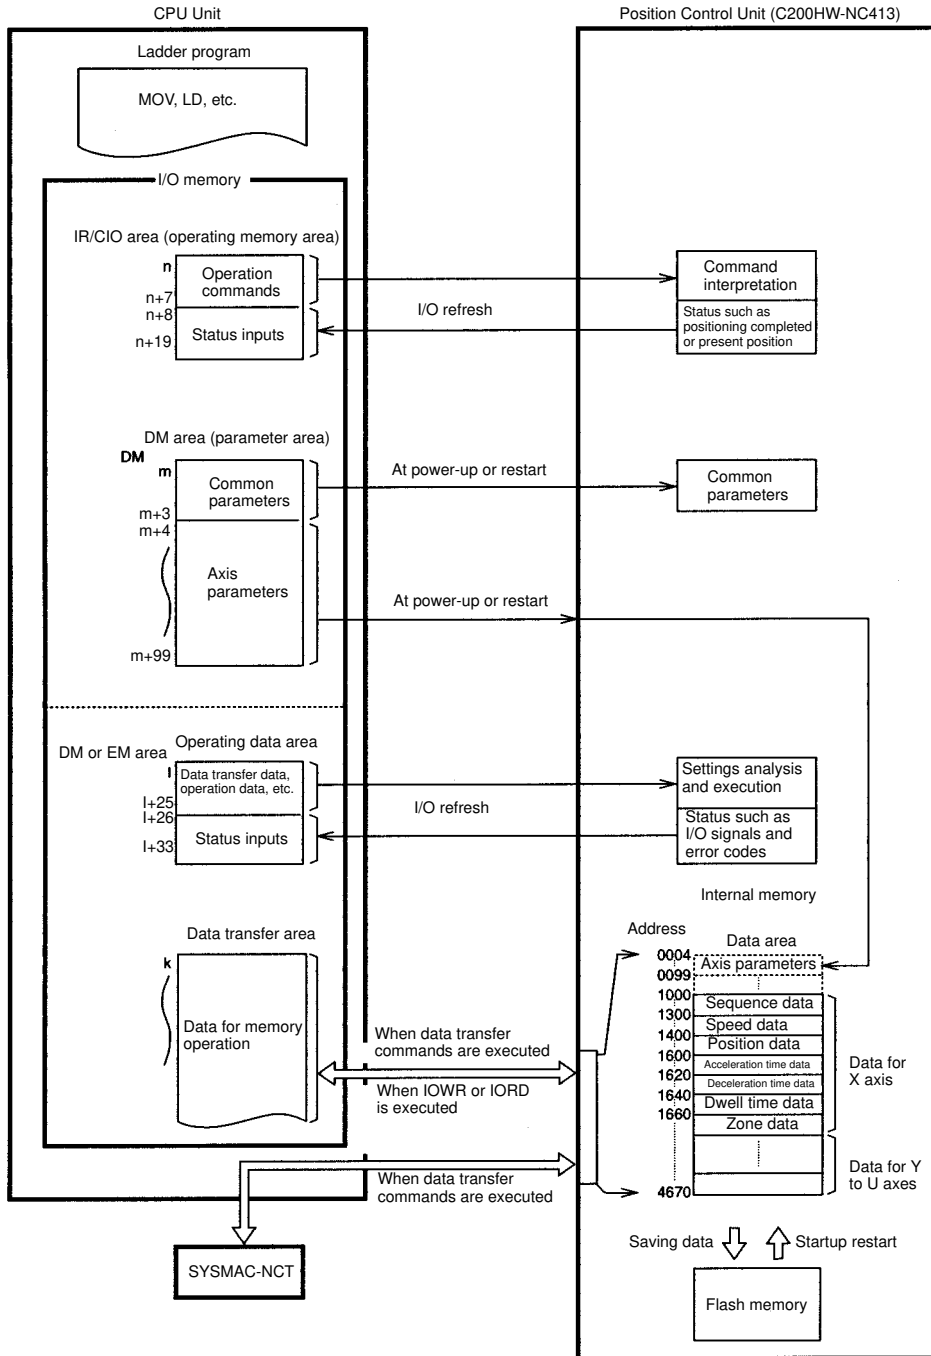 CPU Unit
Position Control Unit (C200HW-NC413)
Ladder program
MOV, LD, etc.
I/O memory
IR/CIO area (operating memory area)
n
Operation
commands
n+7
n+8
Status inputs
n+19
I/O refresh
Command
interpretation
Status such as
positioning completed
or present position
DM area (parameter area)
DM
m
Common
parameters
m+3
m+4
Axis
parameters
m+99
At power-up or restart
Common
parameters
At power-up or restart
Operating data area
DM or EM area
l
Data transfer data,
operation data, etc.
l+25
l+26
Status inputs
l+33
I/O refresh
Settings analysis
and execution
Status such as
I/O signals and
error codes
Internal memory
Data transfer area
k
Data for memory
operation
When data transfer
commands are executed
When IOWR or IORD
is executed
When data transfer
commands are executed
Address
Data area
0004
Axis parameters
0099
1000
Sequence data
1300
Speed data
1400
Position data
1600
Acceleration time data
1620
Deceleration time data
1640
Dwell time data
1660
Zone data
Data for
X axis
Data for Y
to U axes
4670
Saving data
Startup restart
SYSMAC-NCT
Flash memory